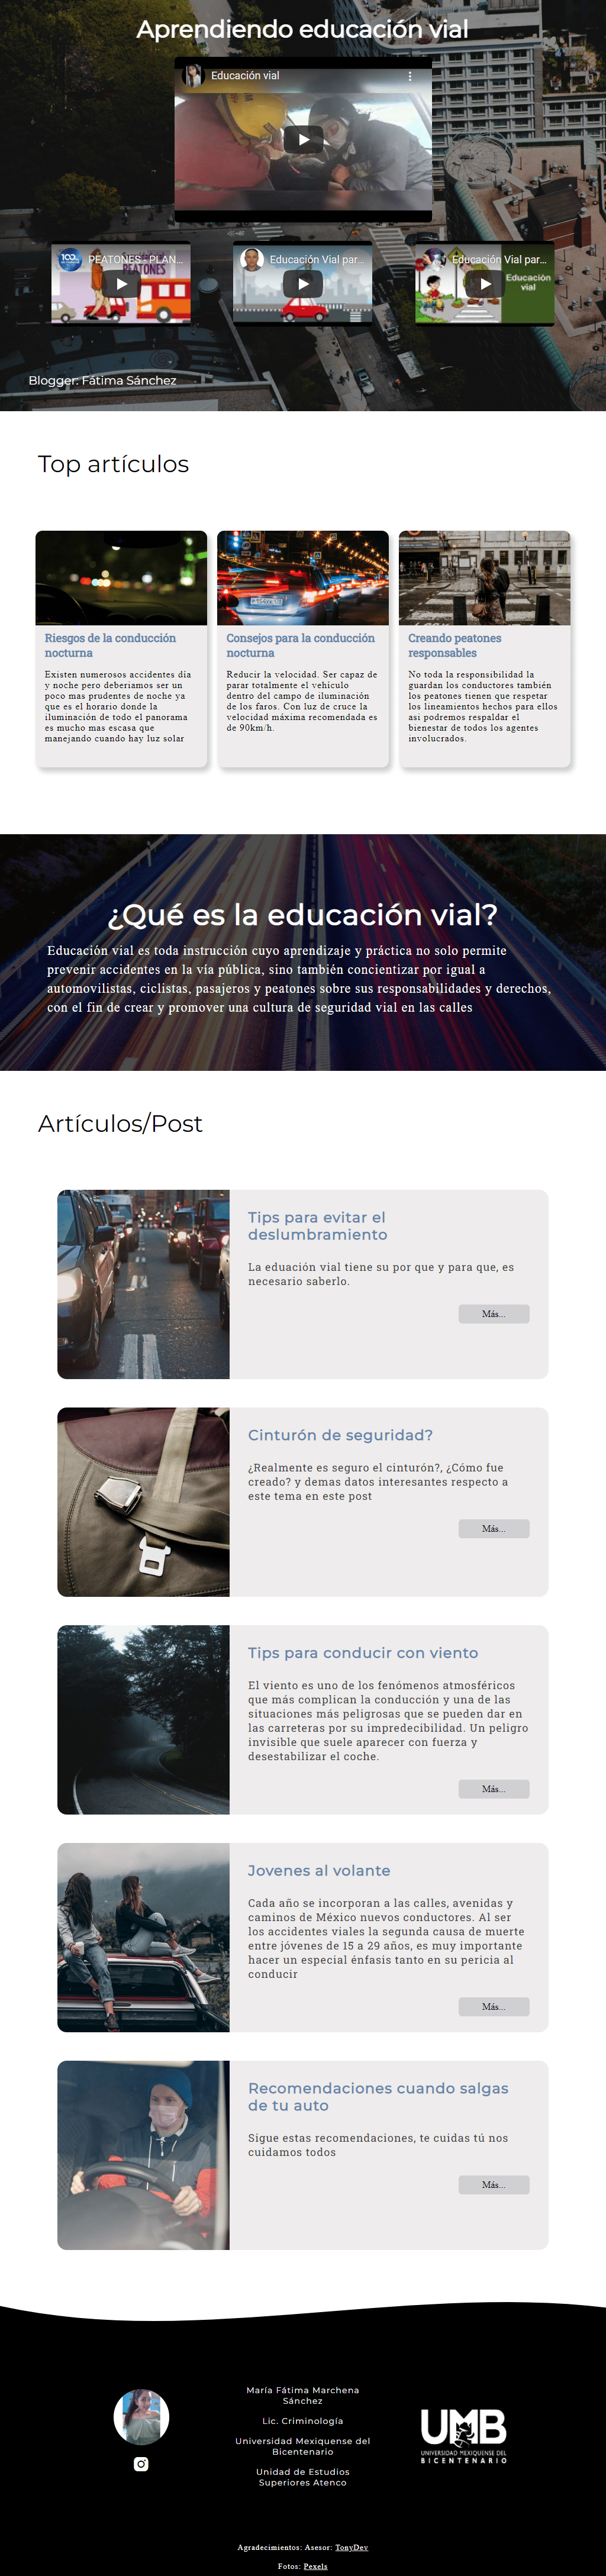 Aprendiendo educación vial
Educación vial
PEATONES - PLAN...
PEATONES
Educación Vial par...
Educación Vial par...
Educación
vial
Blogger: Fátima Sánchez
Top artículos
Riesgos de la conducción
nocturna
Existen numerosos accidentes día
y noche pero deberiamos ser un
poco mas prudentes de noche ya
que es el horario donde la
iluminación de todo el panorama
es mucho mas escasa que
manejando cuando hay luz solar
Consejos para la conducción
nocturna
Reducir la velocidad. Ser capaz de
parar totalmente el vehículo
dentro del campo de iluminación
de los faros. Con luz de cruce la
velocidad máxima recomendada es
de 90km/h.
Creando peatones
responsables
No toda la responsibilidad la
guardan los conductores también
los peatones tienen que respetar
los lineamientos hechos para ellos
asi podremos respaldar el
bienestar de todos los agentes
involucrados.
¿Qué es la educación vial?
Educación vial es toda instrucción cuyo aprendizaje y práctica no solo permite
prevenir accidentes en la vía pública, sino también concientizar por igual a
automovilistas, ciclistas, pasajeros y peatones sobre sus responsabilidades y derechos,
con el fin de crear y promover una cultura de seguridad vial en las calles
Artículos/Post
Tips para evitar el
deslumbramiento
La eduación vial tiene su por que y para que, es
necesario saberlo.
Más...
Cinturón de seguridad?
¿Realmente es seguro el cinturón?, ¿Cómo fue
creado? y demas datos interesantes respecto a
este tema en este post
Más...
Tips para conducir con viento
El viento es uno de los fenómenos atmosféricos
que más complican la conducción y una de las
situaciones más peligrosas que se pueden dar en
las carreteras por su impredecibilidad. Un peligro
invisible que suele aparecer con fuerza y
desestabilizar el coche.
Más...
Jovenes al volante
Cada año se incorporan a las calles, avenidas y
caminos de México nuevos conductores. Al ser
los accidentes viales la segunda causa de muerte
entre jóvenes de 15 a 29 años, es muy importante
hacer un especial énfasis tanto en su pericia al
conducir
Más...
Recomendaciones cuando salgas
de tu auto
Sigue estas recomendaciones, te cuidas tú nos
cuidamos todos
Más...
María Fátima Marchena
Sánchez
Lic. Criminología
Universidad Mexiquense del
Bicentenario
Unidad de Estudios
Superiores Atenco
UMB
UNIVERSIDAD MEXIQUENSE DEL
BICENTENARIO
Agradecimientos: Asesor: TonyDev
Fotos: Pexels